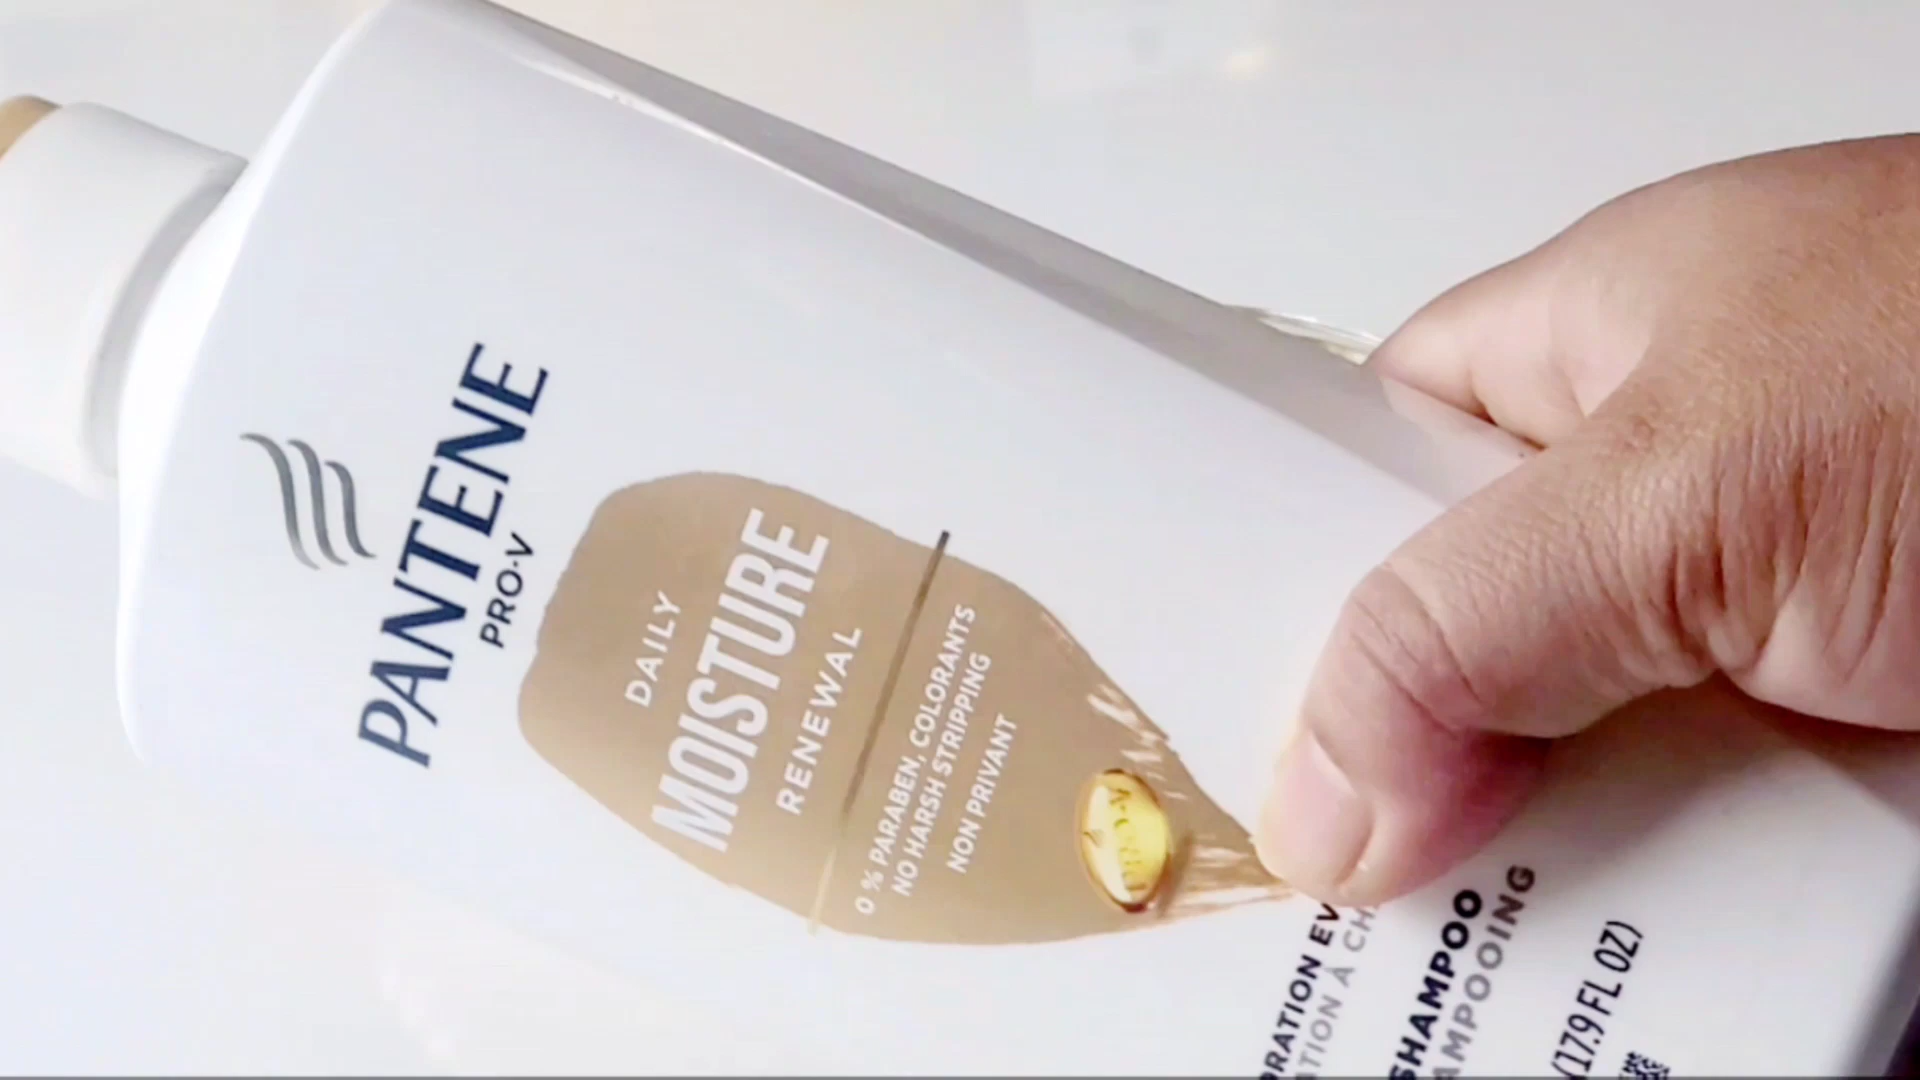 PANTENE
PRO-V
DAILY
MOISTURE
RENEWAL
0 % PARABEN, COLORANTS
NO HARSH STRIPPING
NON PRIVANT
SHAMPOO
(17.9 FL OZ)